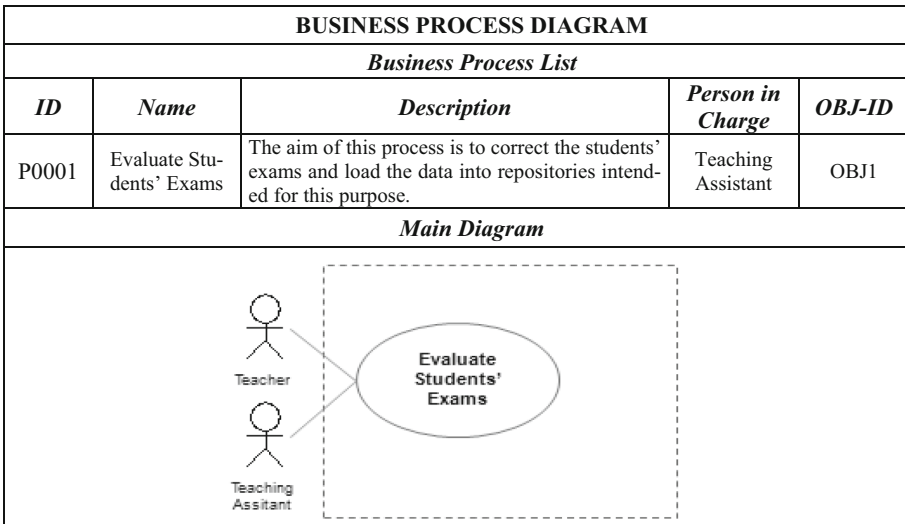 BUSINESS PROCESS DIAGRAM
Business Process List
ID Name Description Person in Charge OBJ-ID
P0001
Evaluate Stu-
dents' Exams
The aim of this process is to correct the students'
exams and load the data into repositories intend-
ed for this purpose.
Teaching
Assistant
OBJ1
Main Diagram
Teacher
Evaluate
Students'
Exams
Teaching
Assitant